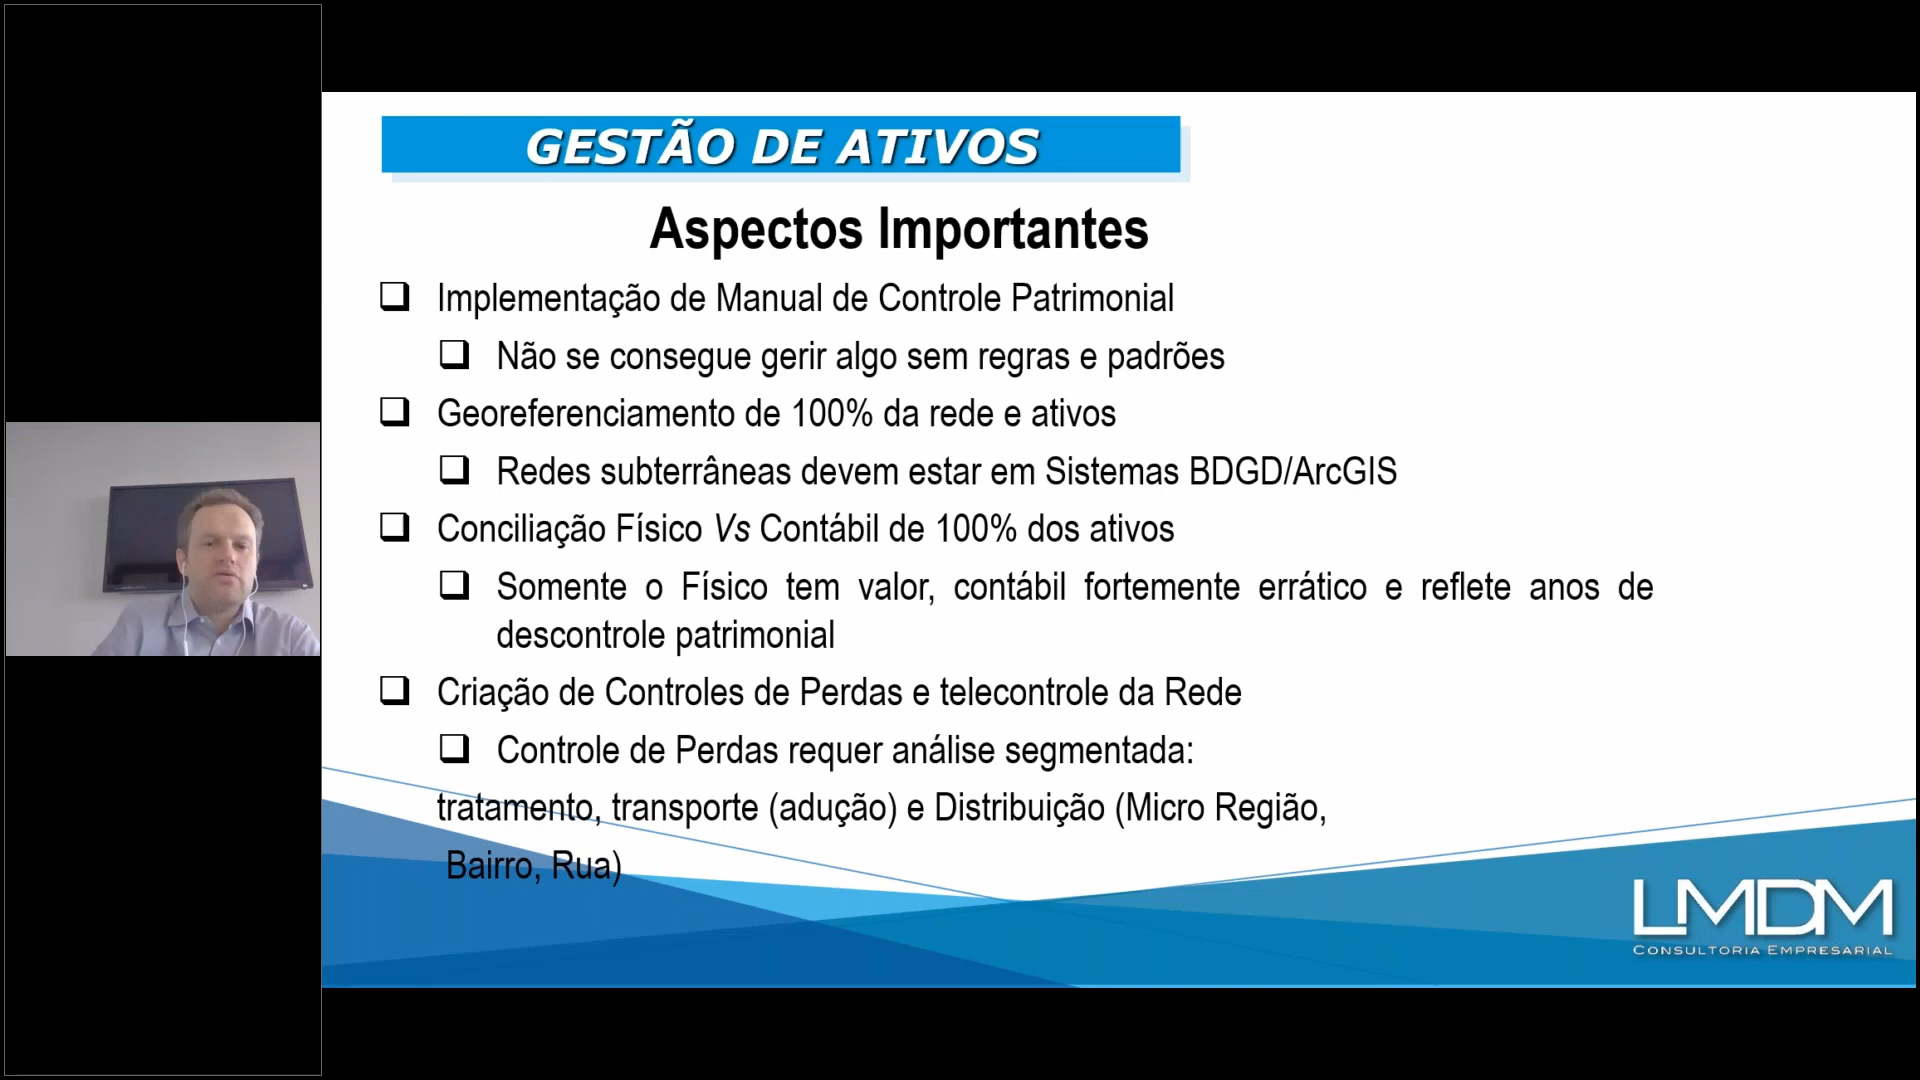 GESTÃO DE ATIVOS
Aspectos Importantes
Implementação de Manual de Controle Patrimonial
Não se consegue gerir algo sem regras e padrões
Georeferenciamento de 100% da rede e ativos
Redes subterrâneas devem estar em Sistemas BDGD/ArcGIS
Conciliação Físico Vs Contábil de 100% dos ativos
Somente o Físico tem valor, contábil fortemente errático e reflete anos de
descontrole patrimonial
Criação de Controles de Perdas e telecontrole da Rede
Controle de Perdas requer análise segmentada:
tratamento, transporte (adução) e Distribuição (Micro Região,
Bairro, Rua)
LMDM
CONSULTORIA EMPRESARIAL